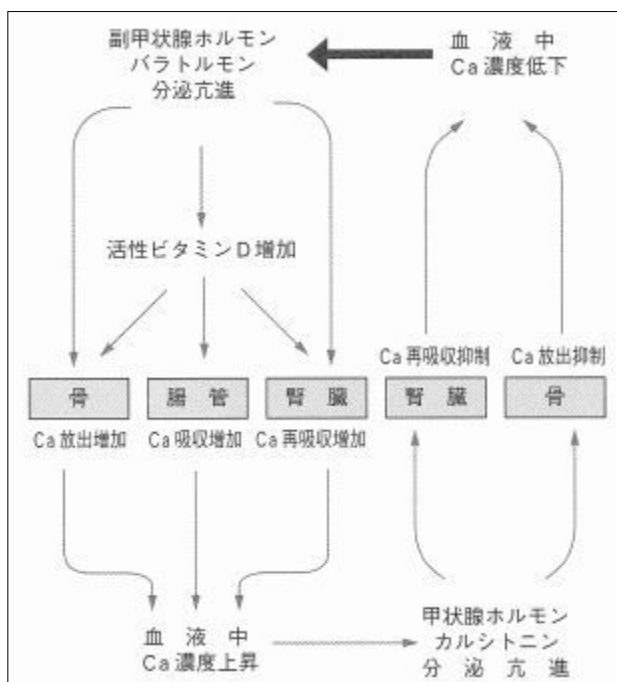 副甲状腺ホルモン
バラトルモン
分泌亢進
血液中
Ca濃度低下
活性ビタミンD増加
Ca再吸収抑制
Ca放出抑制
骨
腸管
腎臓
腎臓
骨
Ca放出増加
Ca吸収増加
Ca再吸収増加
血液中
Ca濃度上昇
甲状腺ホルモン
カルシトニン
分泌亢進